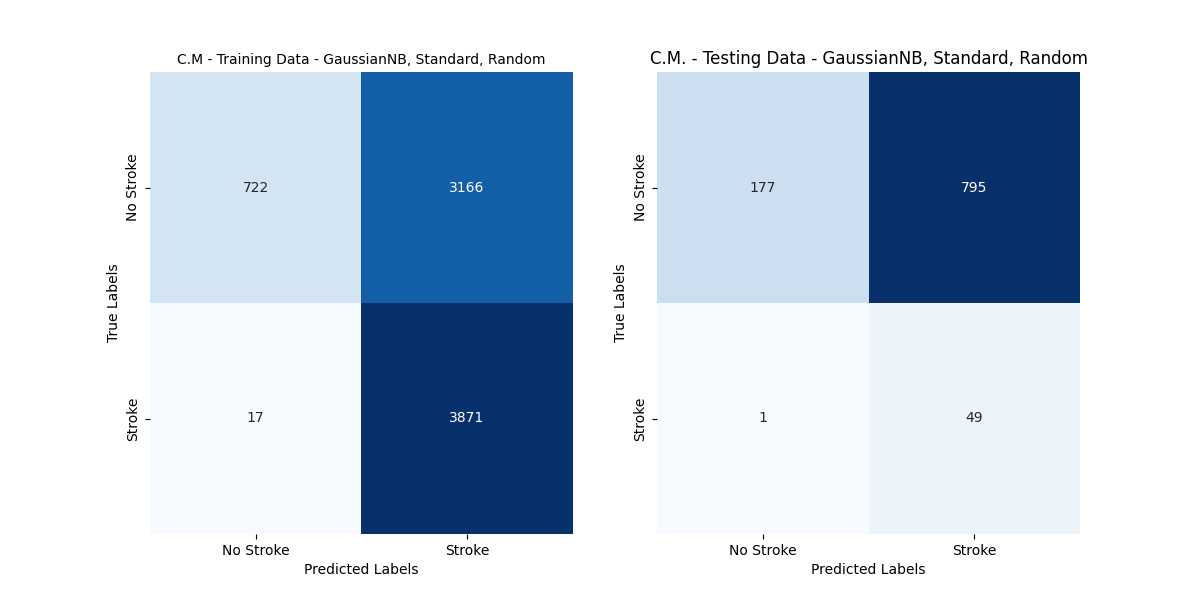 C.M - Training Data - GaussianNB, Standard, Random
No Stroke
722
3166
True Labels
Stroke
17
3871
No Stroke
Stroke
Predicted Labels
C.M. - Testing Data - GaussianNB, Standard, Random
No Stroke
177
795
True Labels
Stroke
1
49
No Stroke
Stroke
Predicted Labels